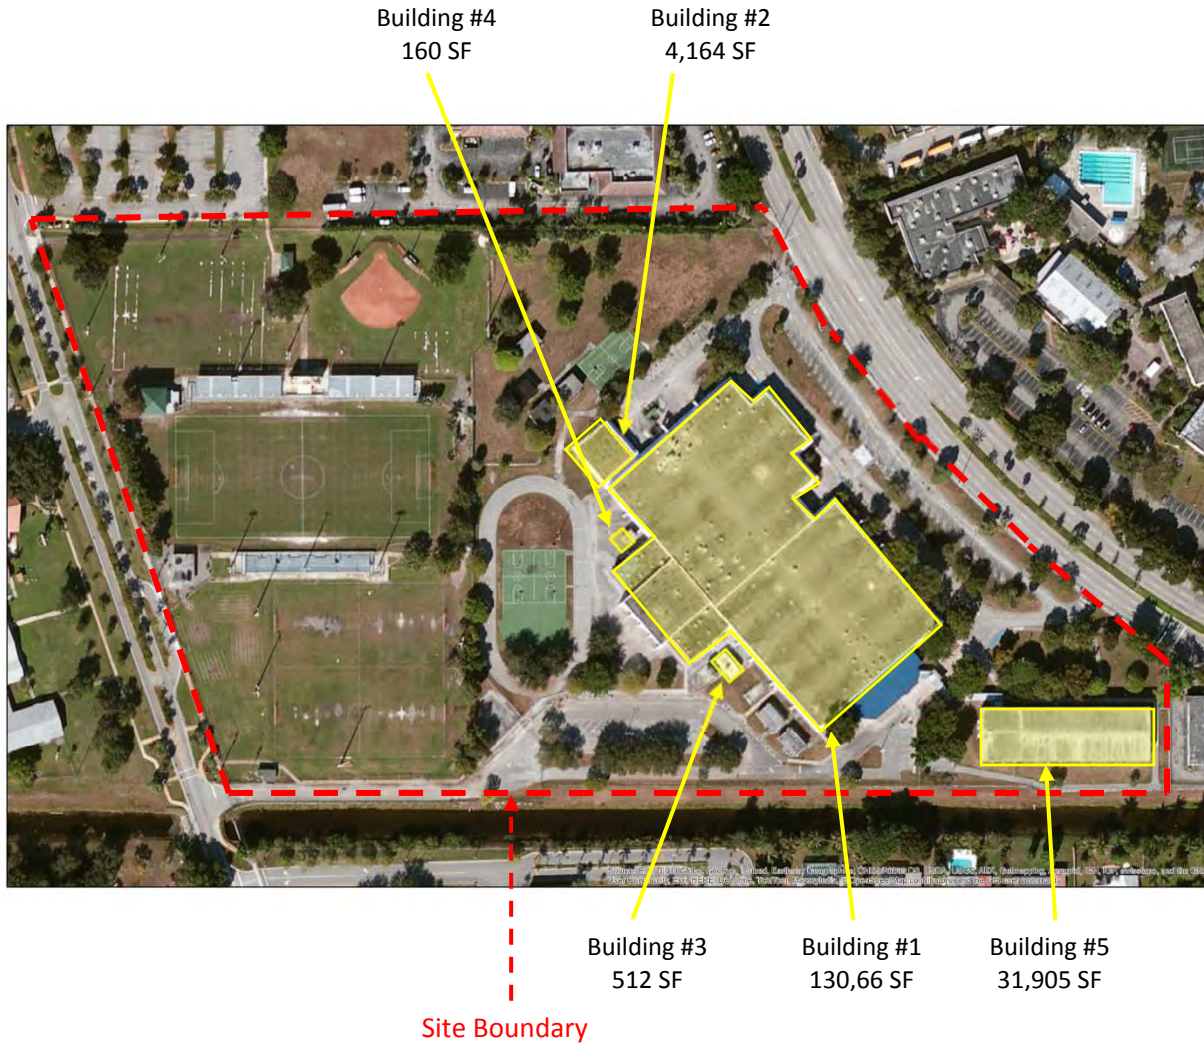 Building #4
160 SF
Building #2
4,164 SF
Building #3
512 SF
Building #1
130,66 SF
Building #5
31,905 SF
Site Boundary